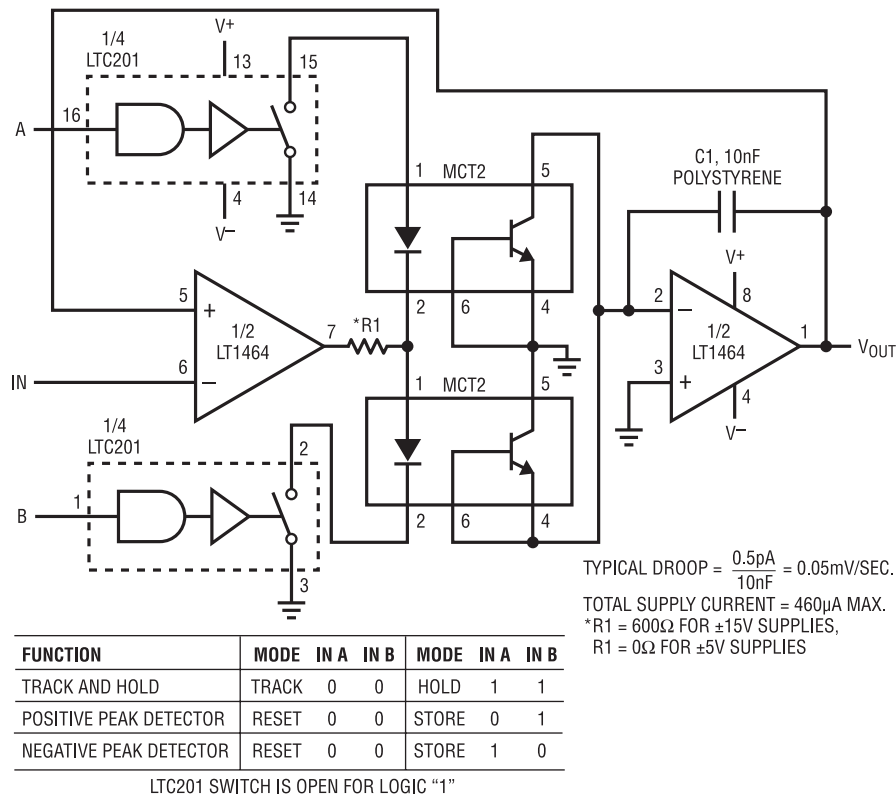 1/4
LTC201
V+
13
15
16
A
4
14
V–
1
MCT2
5
C1, 10nF
POLYSTYRENE
2
6
4
5
+
1/2
LT1464
7
*R1
6
–
IN
V+
8
2
–
1/2
LT1464
1
VOUT
3
+
4
V–
1
MCT2
5
2
6
4
1/4
LTC201
2
B
1
3
TYPICAL DROOP = 0.5pA / 10nF = 0.05mV/SEC.
TOTAL SUPPLY CURRENT = 460µA MAX.
*R1 = 600Ω FOR ±15V SUPPLIES,
R1 = 0Ω FOR ±5V SUPPLIES
FUNCTION MODE IN A IN B MODE IN A IN B
TRACK AND HOLD TRACK 0 0 HOLD 1 1
POSITIVE PEAK DETECTOR RESET 0 0 STORE 0 1
NEGATIVE PEAK DETECTOR RESET 0 0 STORE 1 0
LTC201 SWITCH IS OPEN FOR LOGIC “1”